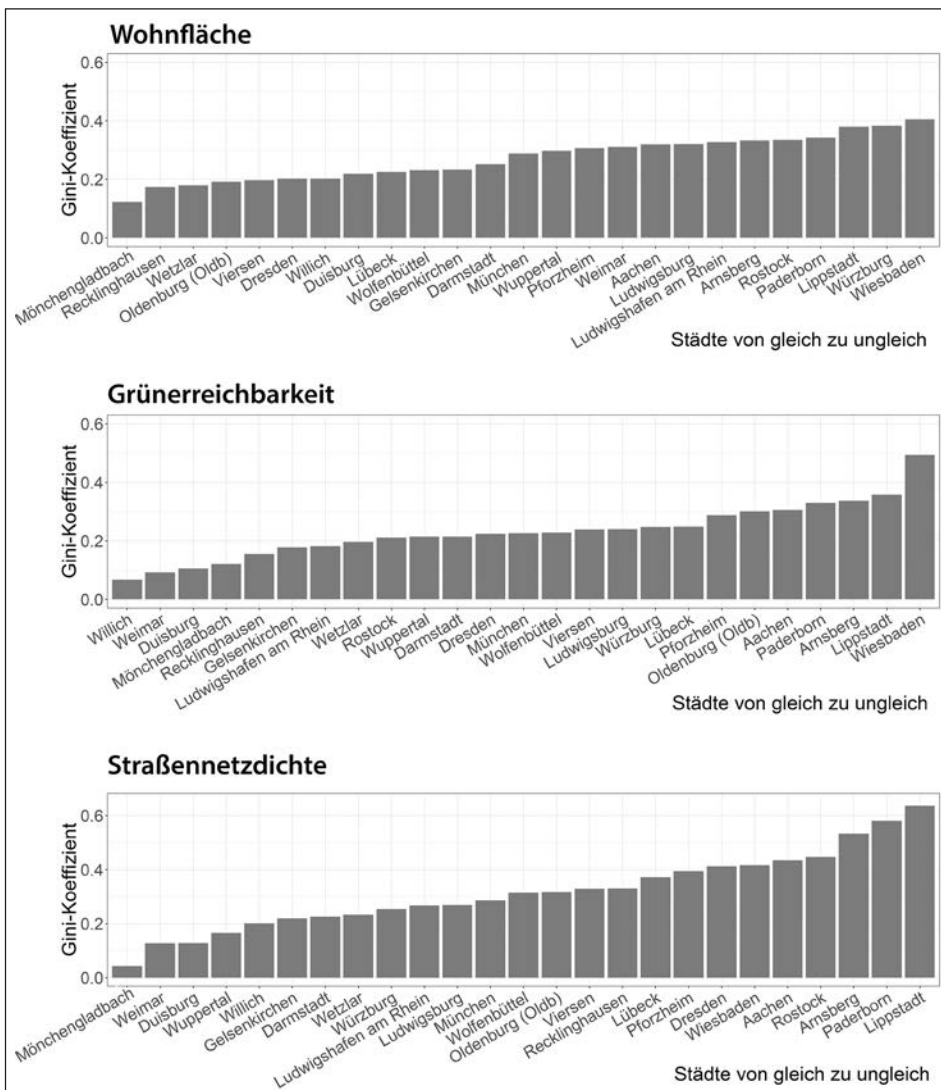 Wohnfläche
0.6
0.4
0.2
0.0
Gini-Koeffizient
Mönchengladbach
Recklinghausen
Wetzlar
Oldenburg (Oldb)
Viersen
Dresden
Willich
Duisburg
Lübeck
Wolfenbüttel
Gelsenkirchen
Darmstadt
München
Wuppertal
Pforzheim
Weimar
Aachen
Ludwigsburg
Ludwigshafen am Rhein
Arnsberg
Rostock
Paderborn
Lippstadt
Würzburg
Wiesbaden
Städte von gleich zu ungleich
Grünerreichbarkeit
0.6
0.4
0.2
0.0
Gini-Koeffizient
Willich
Weimar
Duisburg
Mönchengladbach
Recklinghausen
Gelsenkirchen
Ludwigshafen am Rhein
Wetzlar
Rostock
Wuppertal
Darmstadt
Dresden
München
Wolfenbüttel
Viersen
Ludwigsburg
Würzburg
Lübeck
Pforzheim
Oldenburg (Oldb)
Aachen
Paderborn
Arnsberg
Lippstadt
Wiesbaden
Städte von gleich zu ungleich
Straßennetzdichte
0.6
0.4
0.2
0.0
Gini-Koeffizient
Mönchengladbach
Weimar
Duisburg
Wuppertal
Willich
Gelsenkirchen
Darmstadt
Wetzlar
Würzburg
Ludwigshafen am Rhein
Ludwigsburg
München
Wolfenbüttel
Oldenburg (Oldb)
Viersen
Recklinghausen
Lübeck
Pforzheim
Dresden
Wiesbaden
Aachen
Rostock
Arnsberg
Paderborn
Lippstadt
Städte von gleich zu ungleich